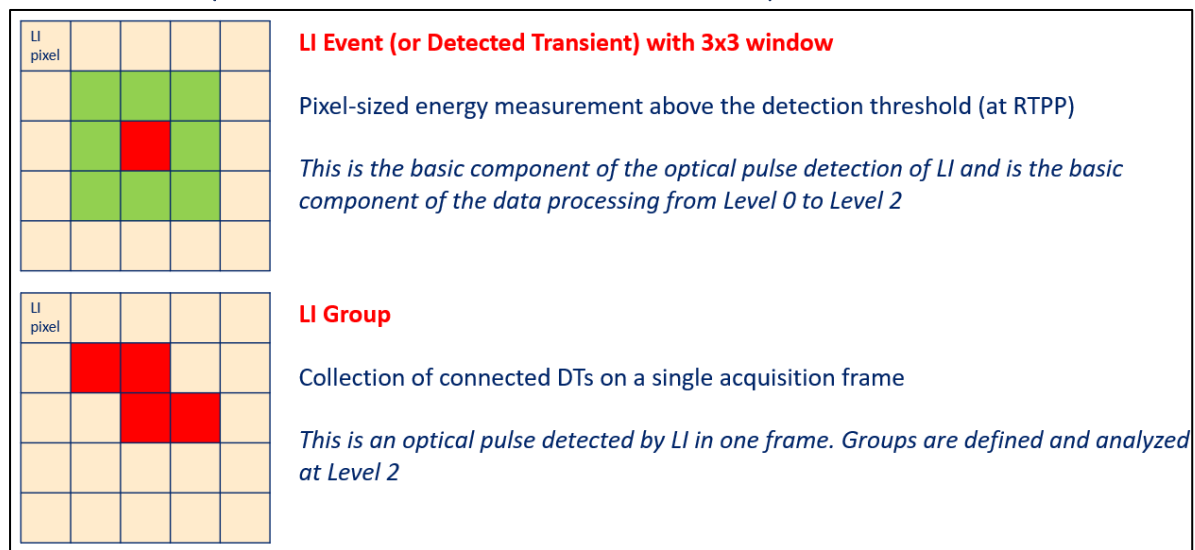 LI
pixel
LI Event (or Detected Transient) with 3x3 window
Pixel-sized energy measurement above the detection threshold (at RTPP)
This is the basic component of the optical pulse detection of LI and is the basic
component of the data processing from Level 0 to Level 2
LI
pixel
LI Group
Collection of connected DTs on a single acquisition frame
This is an optical pulse detected by LI in one frame. Groups are defined and analyzed
at Level 2